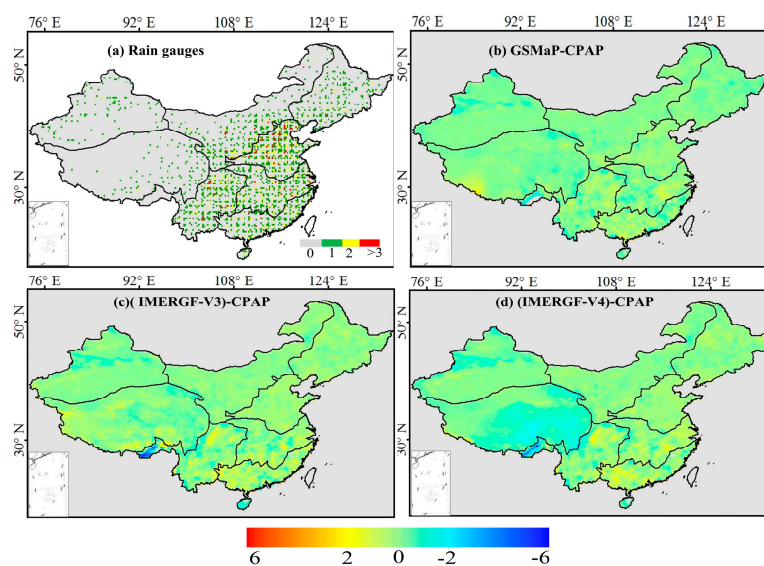 76° E 92° E 108° E 124° E
(a) Rain gauges
(b) GSMaP-CPAP
50° N
30° N
0 1 2 >3
76° E 92° E 108° E 124° E
(c)( IMERGF-V3)-CPAP
(d) (IMERGF-V4)-CPAP
50° N
30° N
76° E 92° E 108° E 124° E
50° N
30° N
76° E 92° E 108° E 124° E
50° N
30° N
6 2 0 -2 -6